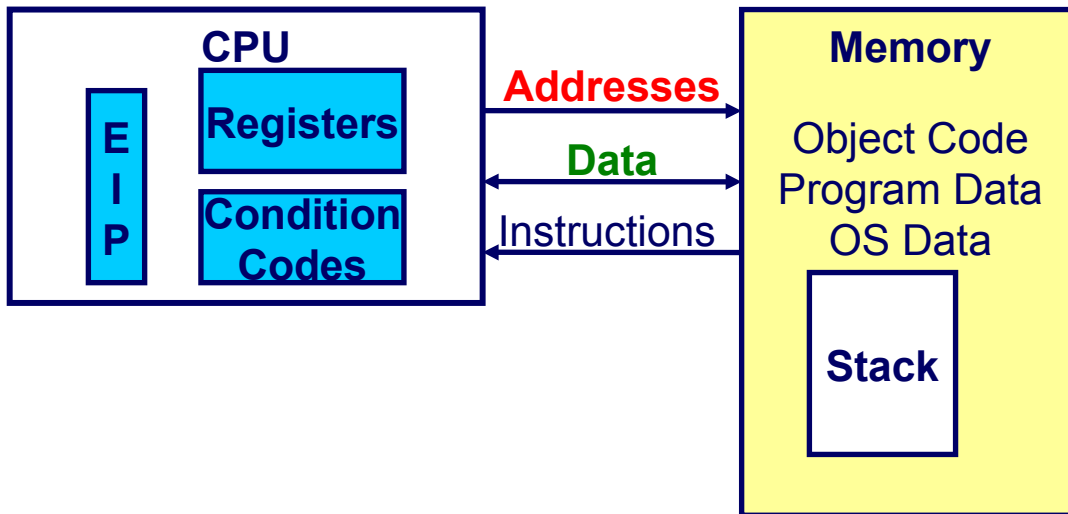 CPU
E
I
P
Registers
Condition
Codes
Addresses
Data
Instructions
Memory
Object Code
Program Data
OS Data
Stack